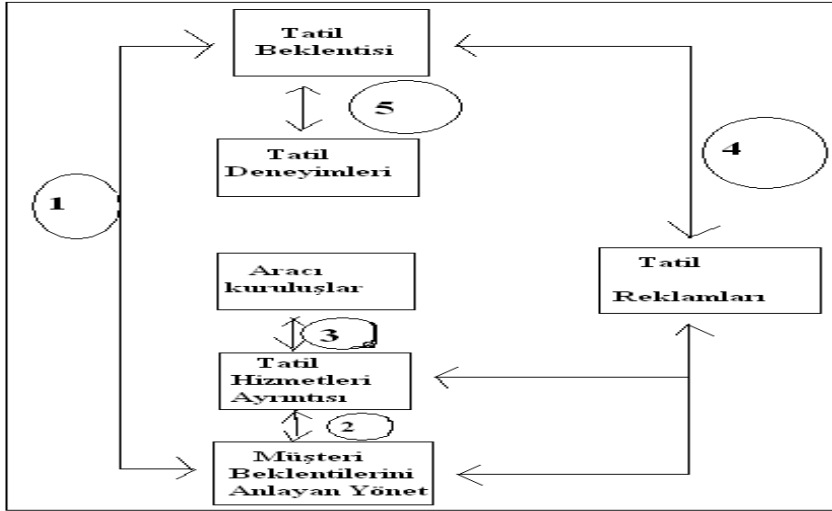 Tatil
Beklentisi
5
Tatil
Deneyimleri
4
1
Aracı
kuruluşlar
Tatil
Reklamları
3
Tatil
Hizmetleri
Ayrıntısı
2
Müşteri
Beklentilerini
Anlayan Yönet